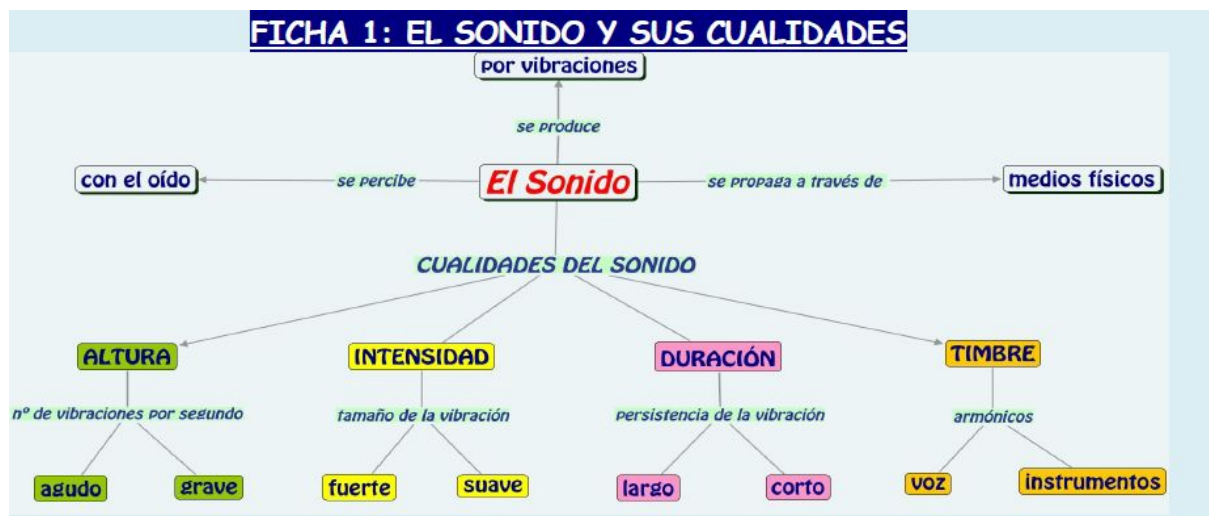 FICHA 1: EL SONIDO Y SUS CUALIDADES
por vibraciones
se produce
con el oído
se percibe
El Sonido
se propaga a través de
medios físicos
CUALIDADES DEL SONIDO
ALTURA
INTENSIDAD
DURACIÓN
TIMBRE
nº de vibraciones por segundo
tamaño de la vibración
persistencia de la vibración
armónicos
agudo
grave
fuerte
suave
largo
corto
voz
instrumentos